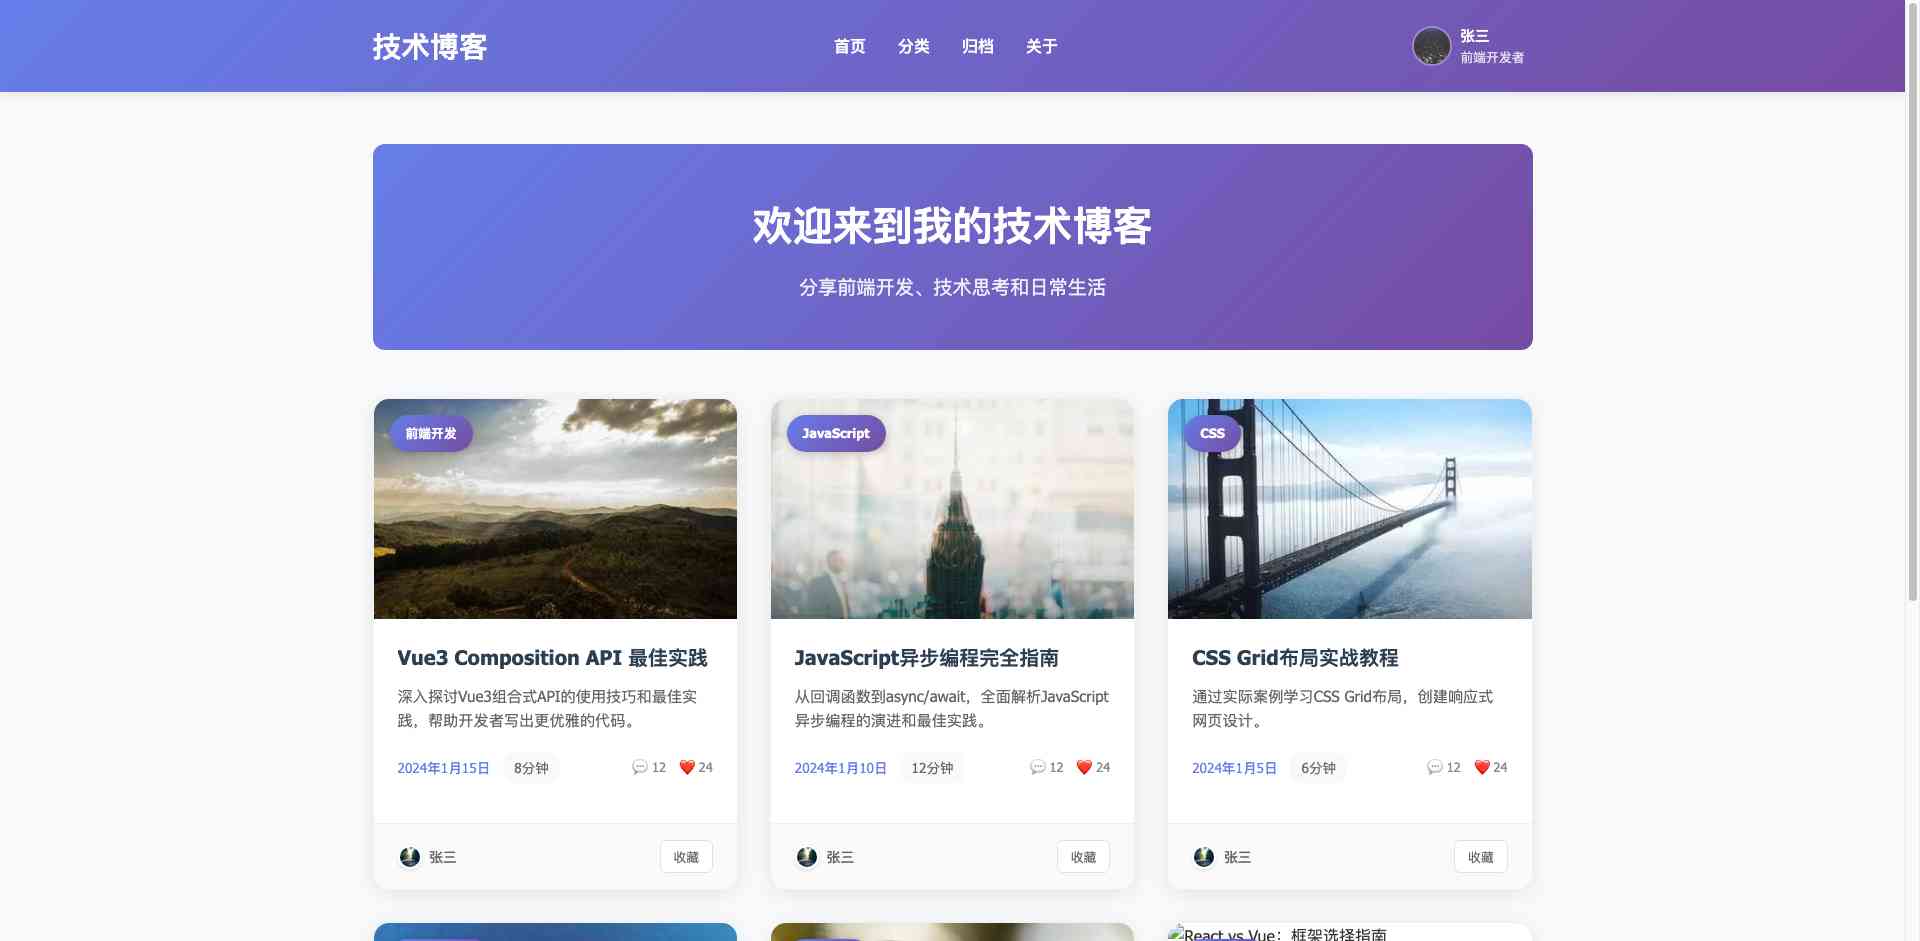 技术博客
首页 分类 归档 关于
张三
前端开发者
欢迎来到我的技术博客
分享前端开发、技术思考和日常生活
前端开发
Vue3 Composition API 最佳实践
深入探讨Vue3组合式API的使用技巧和最佳实
践，帮助开发者写出更优雅的代码。
2024年1月15日 8分钟 12 24
张三 收藏
JavaScript
JavaScript异步编程完全指南
从回调函数到async/await，全面解析JavaScript
异步编程的演进和最佳实践。
2024年1月10日 12分钟 12 24
张三 收藏
CSS
CSS Grid布局实战教程
通过实际案例学习CSS Grid布局，创建响应式
网页设计。
2024年1月5日 6分钟 12 24
张三 收藏
React vs Vue：框架选择指南